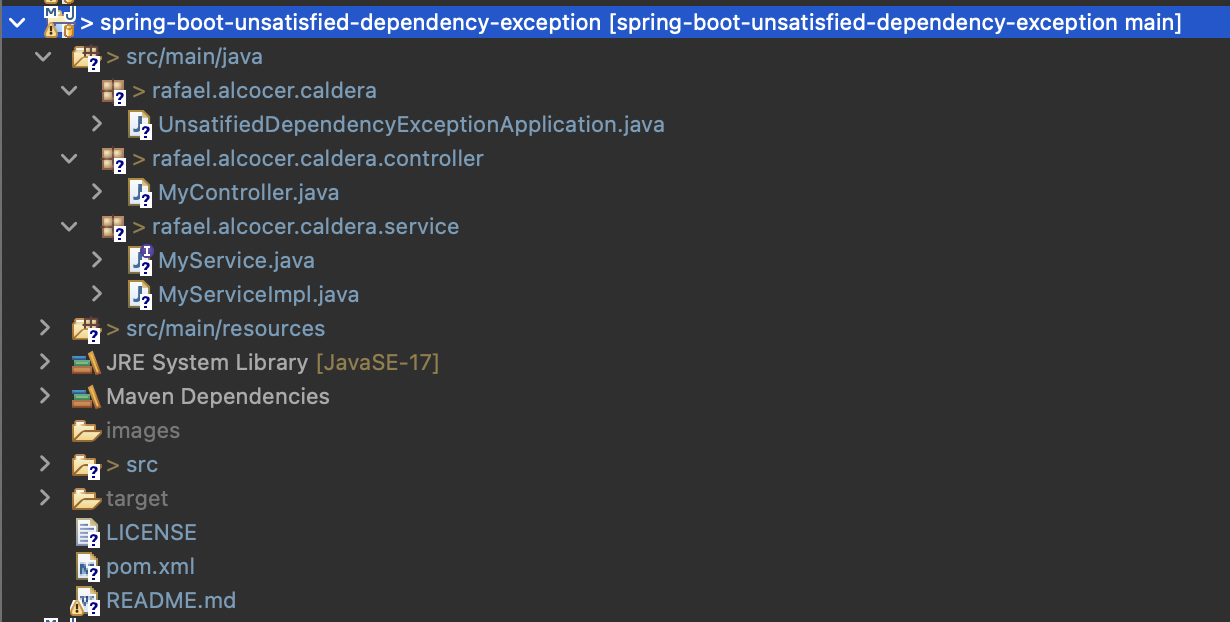 > spring-boot-unsatisfied-dependency-exception [spring-boot-unsatisfied-dependency-exception main]
> src/main/java
> rafael.alcocer.caldera
UnsatifiedDependencyExceptionApplication.java
> rafael.alcocer.caldera.controller
MyController.java
> rafael.alcocer.caldera.service
MyService.java
MyServiceImpl.java
> src/main/resources
JRE System Library [JavaSE-17]
Maven Dependencies
images
> src
target
LICENSE
pom.xml
README.md